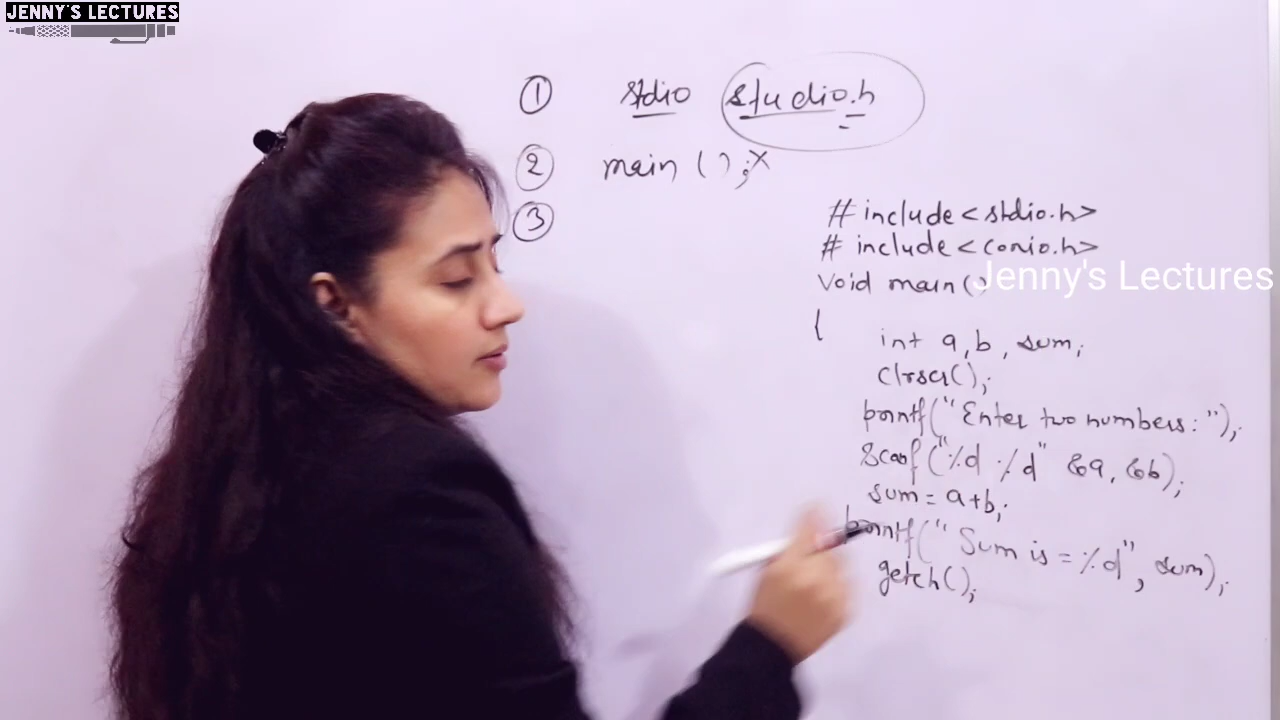 JENNY'S LECTURES
① stdio studio.h
② main ( ) ; x
③
# include <stdio.h>
# include <conio.h>
Void main ( )
Jenny's Lectures
{
int a, b, sum;
Clrscr();
printf("Enter two numbers: ");
Scanf("%d %d" &a, &b);
sum = a+b;
printf(" Sum is = %d", sum);
getch();